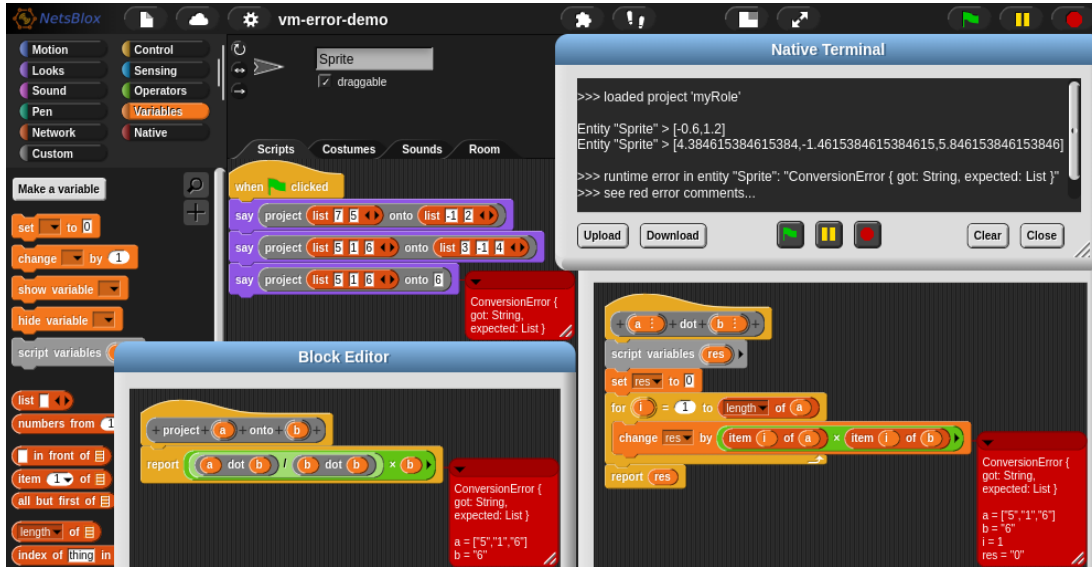 NetsBlox
vm-error-demo
Motion
Control
Looks
Sensing
Sound
Operators
Pen
Variables
Network
Native
Custom
Make a variable
set to 0
change by 1
show variable
hide variable
script variables
list
numbers from 1
in front of
item 1 of
all but first of
length of
index of thing in
Sprite
draggable
Scripts Costumes Sounds Room
when clicked
say project list 7 5 onto list -1 2
say project list 5 1 6 onto list 3 -1 4
say project list 5 1 6 onto 6
ConversionError {
got: String,
expected: List }
Native Terminal
>>> loaded project 'myRole'
Entity "Sprite" > [-0.6,1.2]
Entity "Sprite" > [4.384615384615384,-1.4615384615384615,5.846153846153846]
>>> runtime error in entity "Sprite": "ConversionError { got: String, expected: List }"
>>> see red error comments...
Upload Download Clear Close
Block Editor
+ project + a + onto + b +
report a dot b / b dot b × b
ConversionError {
got: String,
expected: List }
a = ["5","1","6"]
b = "6"
+ a + dot + b +
script variables res
set res to 0
for i = 1 to length of a
change res by item i of a × item i of b
report res
ConversionError {
got: String,
expected: List }
a = ["5","1","6"]
b = "6"
i = 1
res = "0"